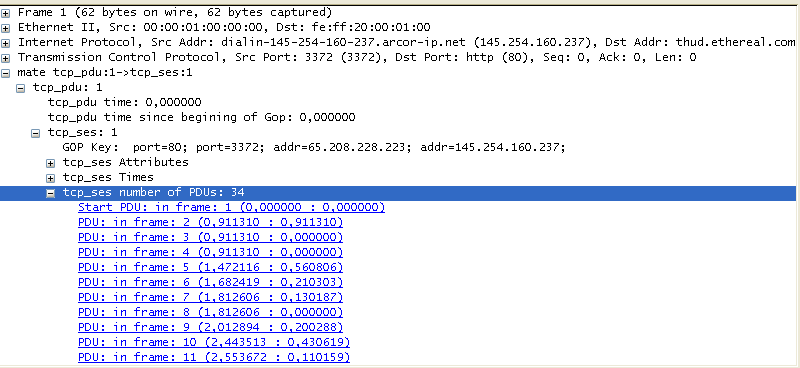 Frame 1 (62 bytes on wire, 62 bytes captured)
Ethernet II, Src: 00:00:01:00:00:00, Dst: fe:ff:20:00:01:00
Internet Protocol, Src Addr: dialin-145-254-160-237.arcor-ip.net (145.254.160.237), Dst Addr: thud.ethereal.com
Transmission Control Protocol, Src Port: 3372 (3372), Dst Port: http (80), Seq: 0, Ack: 0, Len: 0
mate tcp_pdu:1->tcp_ses:1
tcp_pdu: 1
tcp_pdu time: 0,000000
tcp_pdu time since begining of Gop: 0,000000
tcp_ses: 1
GOP Key:  port=80; port=3372; addr=65.208.228.223; addr=145.254.160.237;
tcp_ses Attributes
tcp_ses Times
tcp_ses number of PDUs: 34
Start PDU: in frame: 1 (0,000000 : 0,000000)
PDU: in frame: 2 (0,911310 : 0,911310)
PDU: in frame: 3 (0,911310 : 0,000000)
PDU: in frame: 4 (0,911310 : 0,000000)
PDU: in frame: 5 (1,472116 : 0,560806)
PDU: in frame: 6 (1,682419 : 0,210303)
PDU: in frame: 7 (1,812606 : 0,130187)
PDU: in frame: 8 (1,812606 : 0,000000)
PDU: in frame: 9 (2,012894 : 0,200288)
PDU: in frame: 10 (2,443513 : 0,430619)
PDU: in frame: 11 (2,553672 : 0,110159)